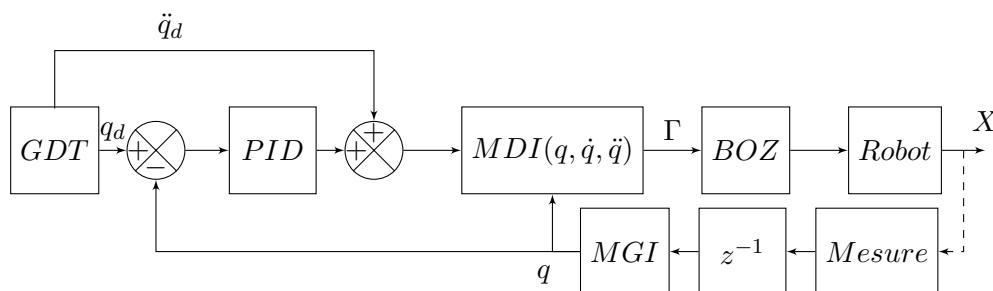 q̈_d
GDT
q_d
+
−
PID
+
+
MDI(q, q̇, q̈)
Γ
BOZ
Robot
X
q
MGI
z^{-1}
Mesure